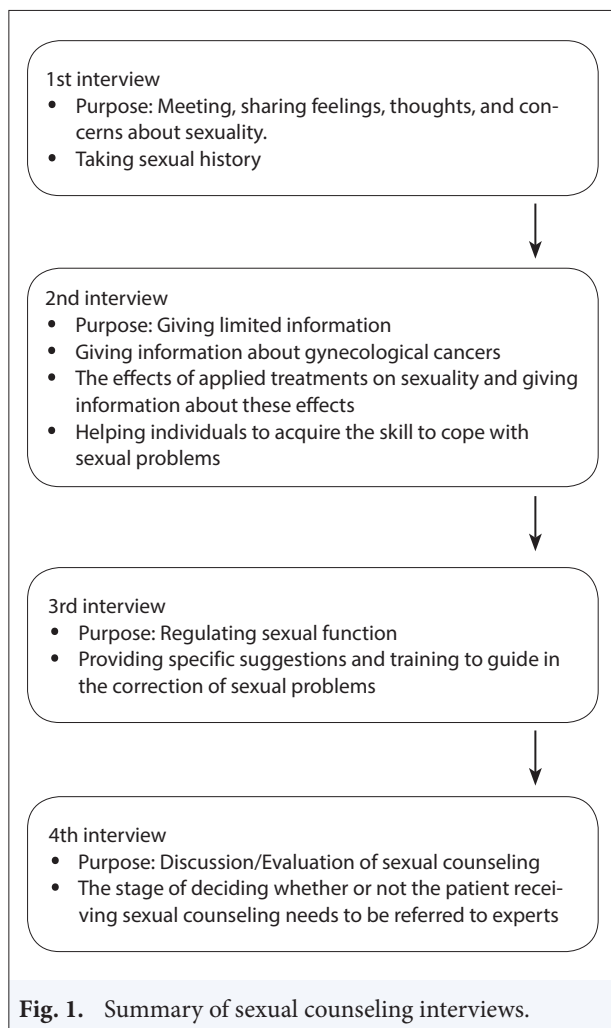 1st interview
• Purpose: Meeting, sharing feelings, thoughts, and con-
cerns about sexuality.
• Taking sexual history
2nd interview
• Purpose: Giving limited information
• Giving information about gynecological cancers
• The effects of applied treatments on sexuality and giving
information about these effects
• Helping individuals to acquire the skill to cope with
sexual problems
3rd interview
• Purpose: Regulating sexual function
• Providing specific suggestions and training to guide in
the correction of sexual problems
4th interview
• Purpose: Discussion/Evaluation of sexual counseling
• The stage of deciding whether or not the patient recei-
ving sexual counseling needs to be referred to experts
Fig. 1. Summary of sexual counseling interviews.